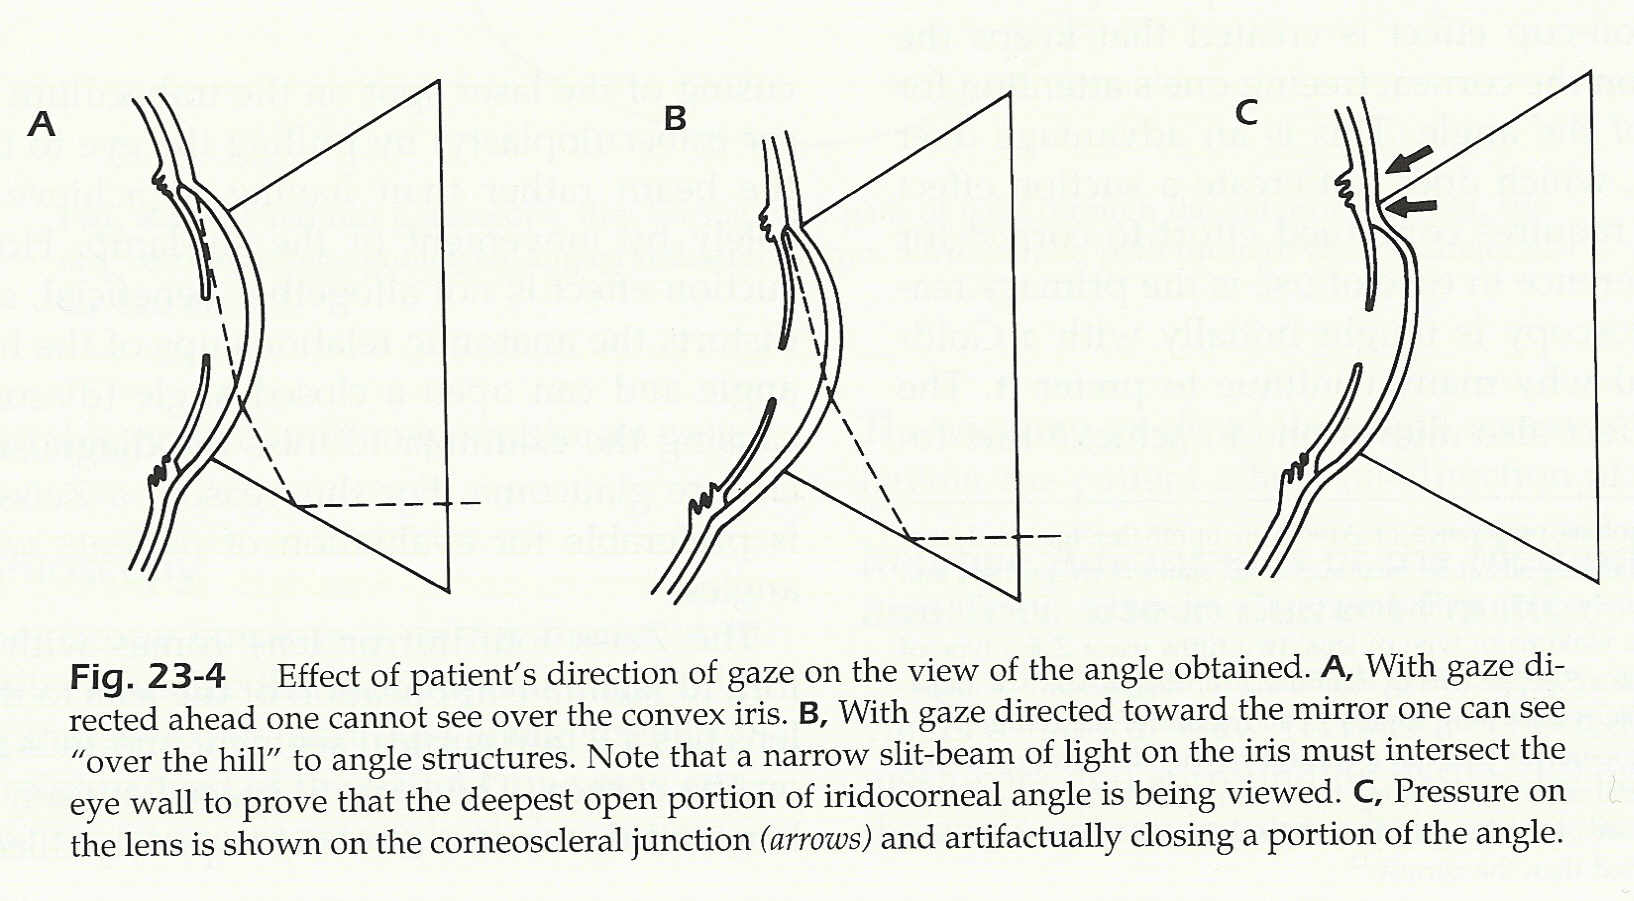 A
B
C
Fig. 23-4 Effect of patient's direction of gaze on the view of the angle obtained. A, With gaze di-
rected ahead one cannot see over the convex iris. B, With gaze directed toward the mirror one can see
"over the hill" to angle structures. Note that a narrow slit-beam of light on the iris must intersect the
eye wall to prove that the deepest open portion of iridocorneal angle is being viewed. C, Pressure on
the lens is shown on the corneoscleral junction (arrows) and artifactually closing a portion of the angle.